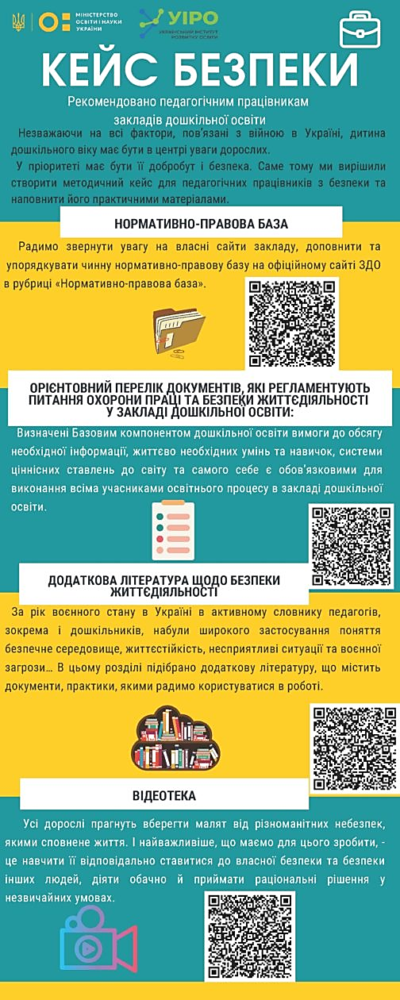 МІНІСТЕРСТВО
ОСВІТИ І НАУКИ
УКРАЇНИ
УІРО
УКРАЇНСЬКИЙ ІНСТИТУТ
РОЗВИТКУ ОСВІТИ
КЕЙС БЕЗПЕКИ
Рекомендовано педагогічним працівникам
закладів дошкільної освіти
Незважаючи на всі фактори, пов'язані з війною в Україні, дитина
дошкільного віку має бути в центрі уваги дорослих.
У пріоритеті має бути її добробут і безпека. Саме тому ми вирішили
створити методичний кейс для педагогічних працівників з безпеки та
наповнити його практичними матеріалами.
НОРМАТИВНО-ПРАВОВА БАЗА
Радимо звернути увагу на власні сайти закладу, доповнити та
упорядкувати чинну нормативно-правову базу на офіційному сайті ЗДО
в рубриці «Нормативно-правова база».
ОРІЄНТОВНИЙ ПЕРЕЛІК ДОКУМЕНТІВ, ЯКІ РЕГЛАМЕНТУЮТЬ
ПИТАННЯ ОХОРОНИ ПРАЦІ ТА БЕЗПЕКИ ЖИТТЄДІЯЛЬНОСТІ
У ЗАКЛАДІ ДОШКІЛЬНОЇ ОСВІТИ:
Визначені Базовим компонентом дошкільної освіти вимоги до обсягу
необхідної інформації, життєво необхідних умінь та навичок, системи
ціннісних ставлень до світу та самого себе є обов'язковими для
виконання всіма учасниками освітнього процесу в закладі дошкільної
освіти.
ДОДАТКОВА ЛІТЕРАТУРА ЩОДО БЕЗПЕКИ
ЖИТТЄДІЯЛЬНОСТІ
За рік воєнного стану в Україні в активному словнику педагогів,
зокрема і дошкільників, набули широкого застосування поняття
безпечне середовище, життєстійкість, несприятливі ситуації та воєнної
загрози... В цьому розділі підібрано додаткову літературу, що містить
документи, практики, якими радимо користуватися в роботі.
ВІДЕОТЕКА
Усі дорослі прагнуть вберегти малят від різноманітних небезпек,
якими сповнене життя. І найважливіше, що маємо для цього зробити, -
це навчити її відповідально ставитися до власної безпеки та безпеки
інших людей, діяти обачно й приймати раціональні рішення у
незвичайних умовах.